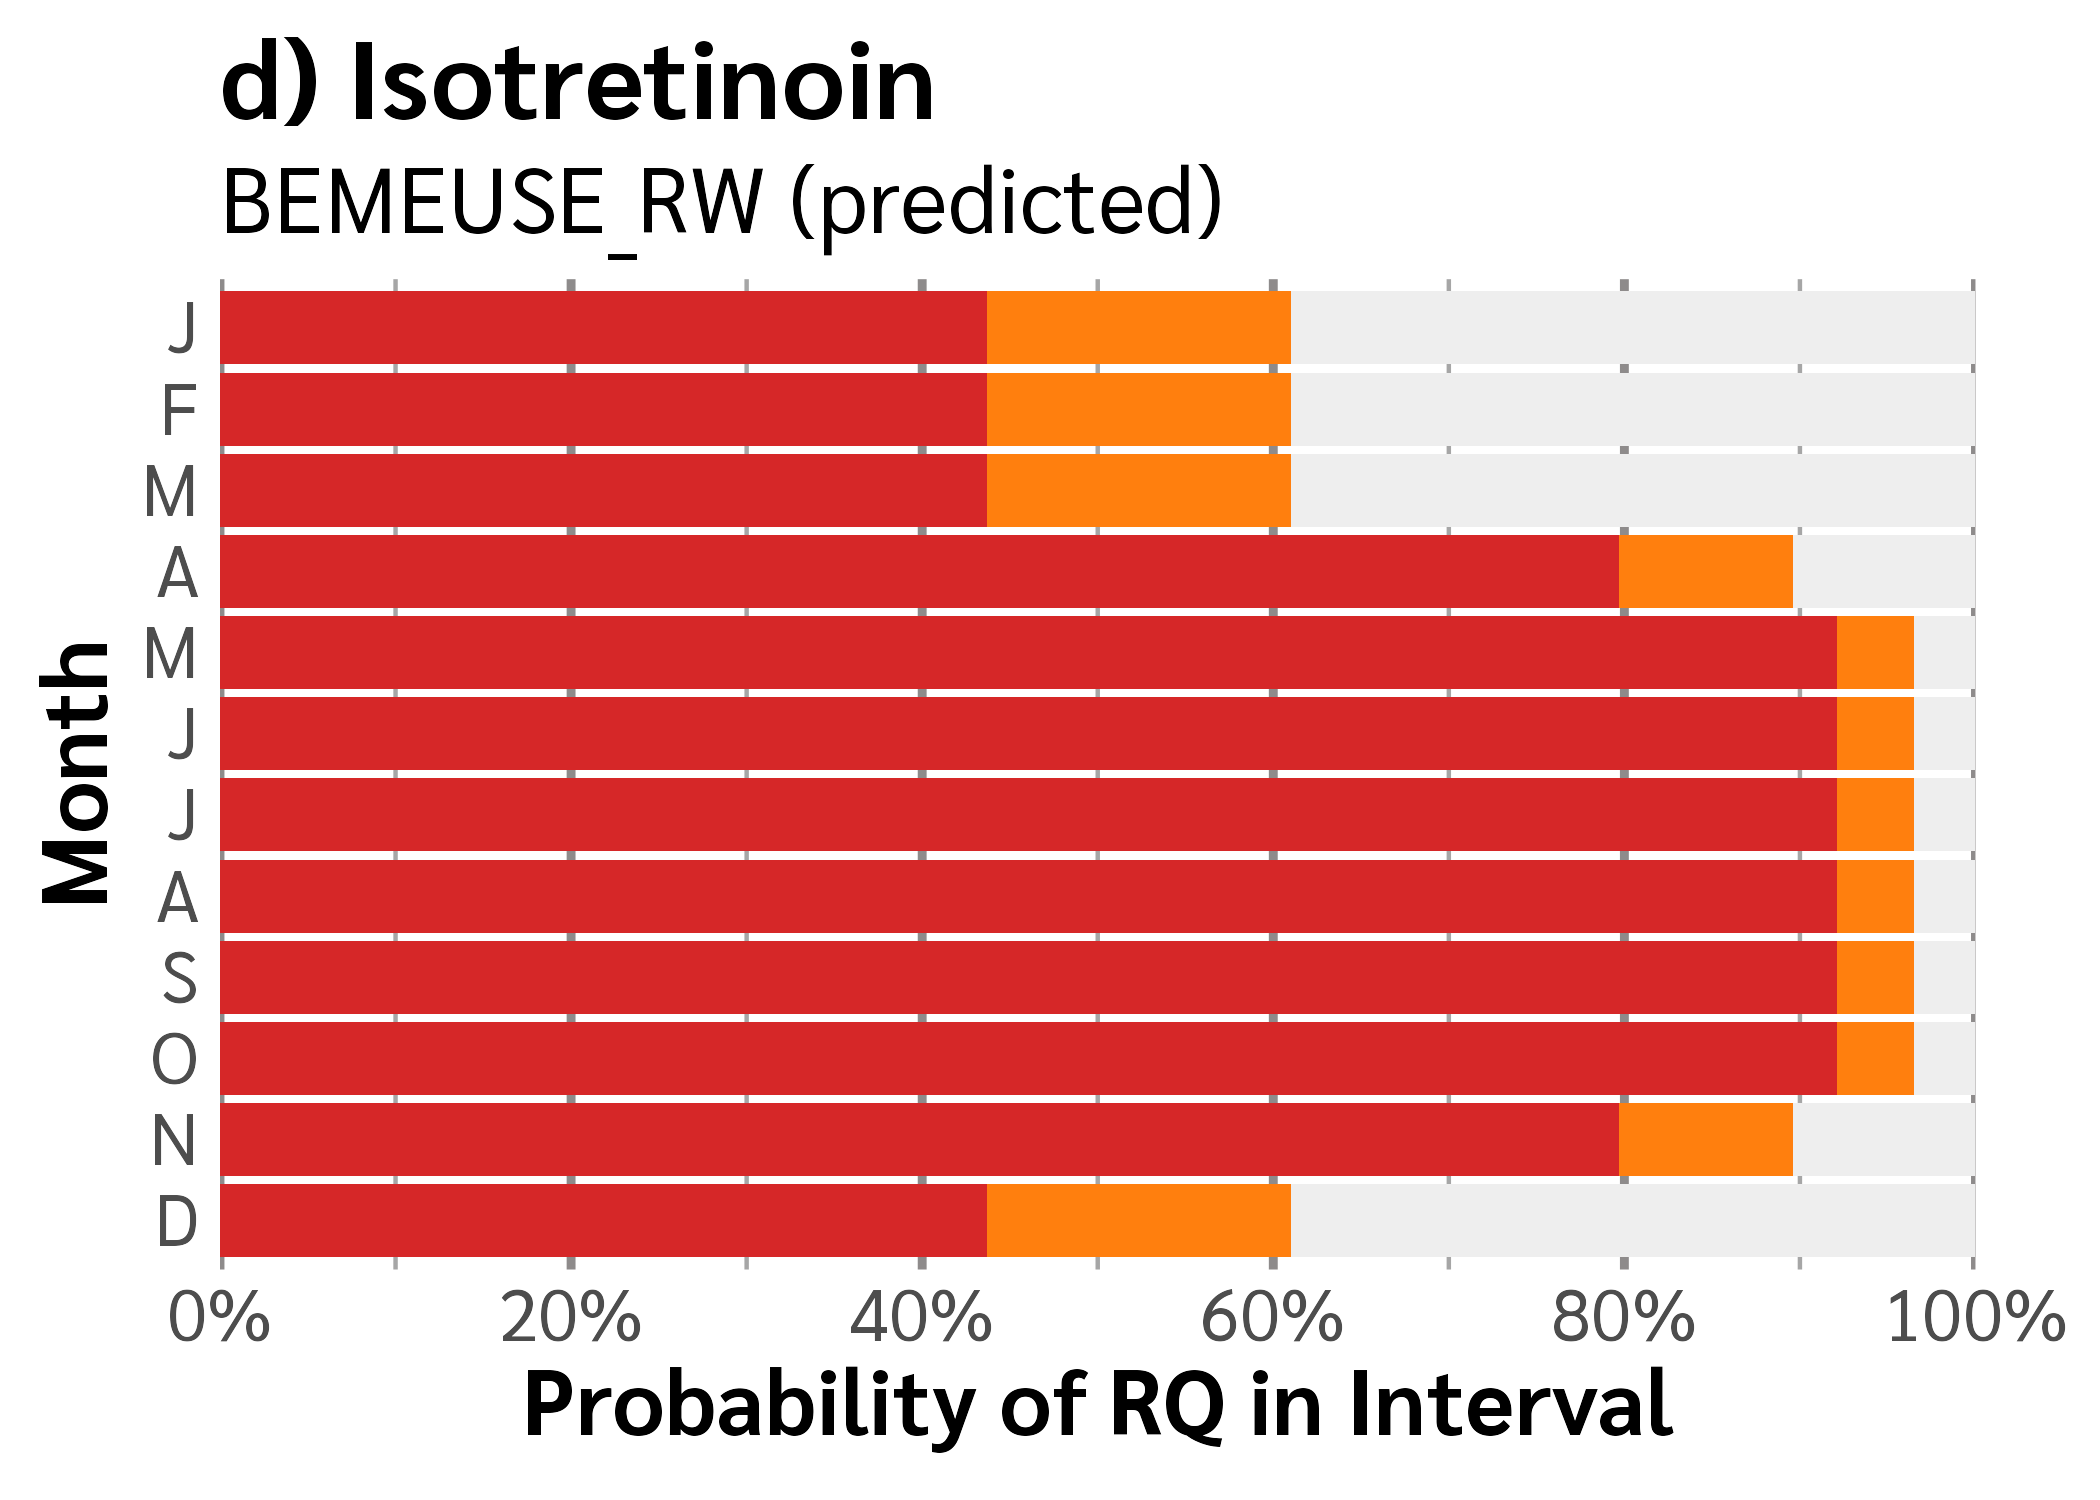 d) Isotretinoin
BEMEUSE_RW (predicted)
Month
J
F
M
A
M
J
J
A
S
O
N
D
0% 20% 40% 60% 80% 100%
Probability of RQ in Interval